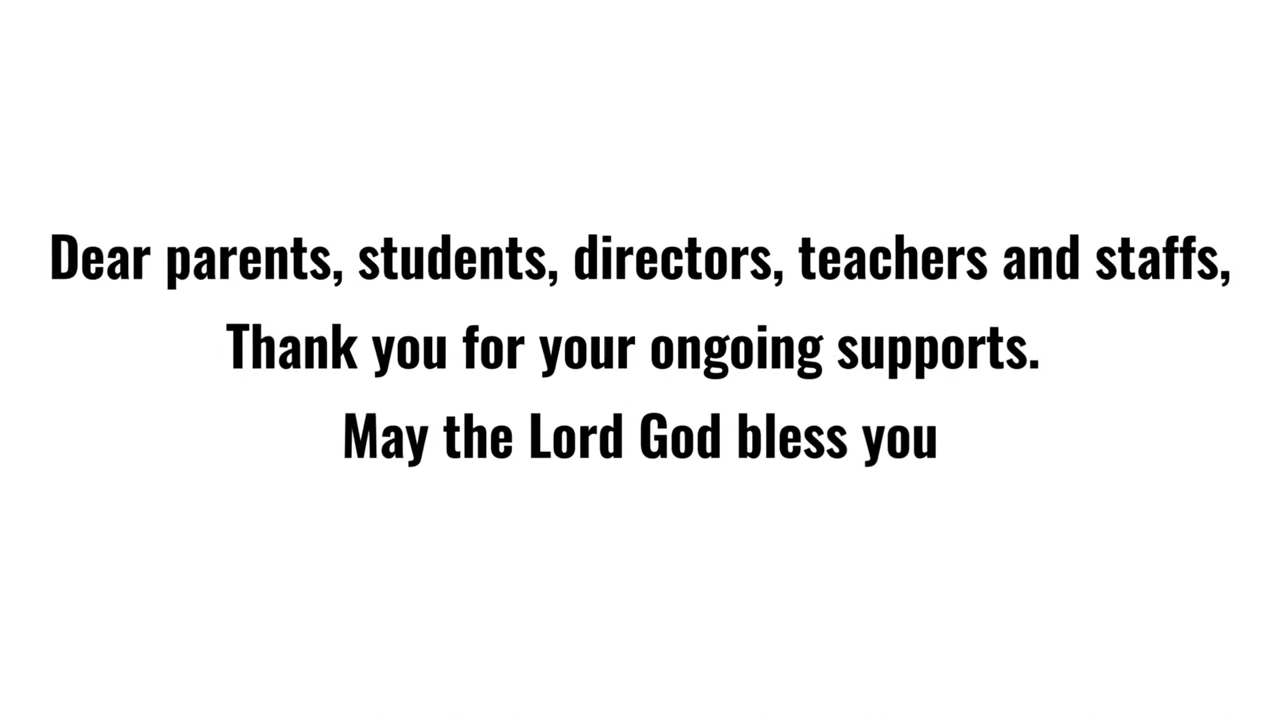 Dear parents, students, directors, teachers and staffs,
Thank you for your ongoing supports.
May the Lord God bless you